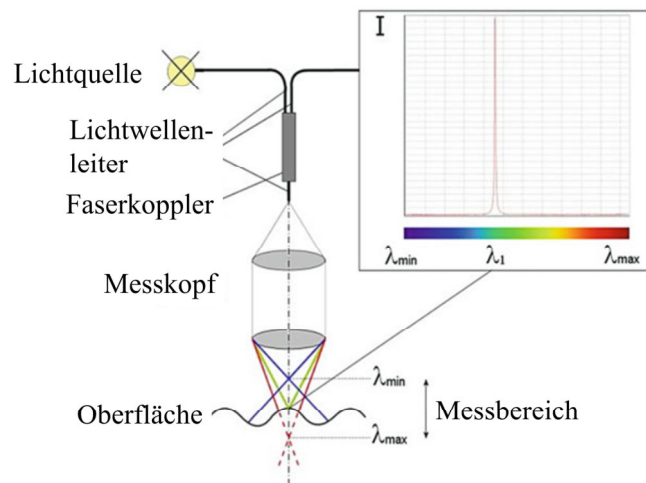 I
Lichtquelle
Lichtwellen-
leiter
Faserkoppler
λmin λ1 λmax
Messkopf
λmin
Oberfläche
Messbereich
λmax